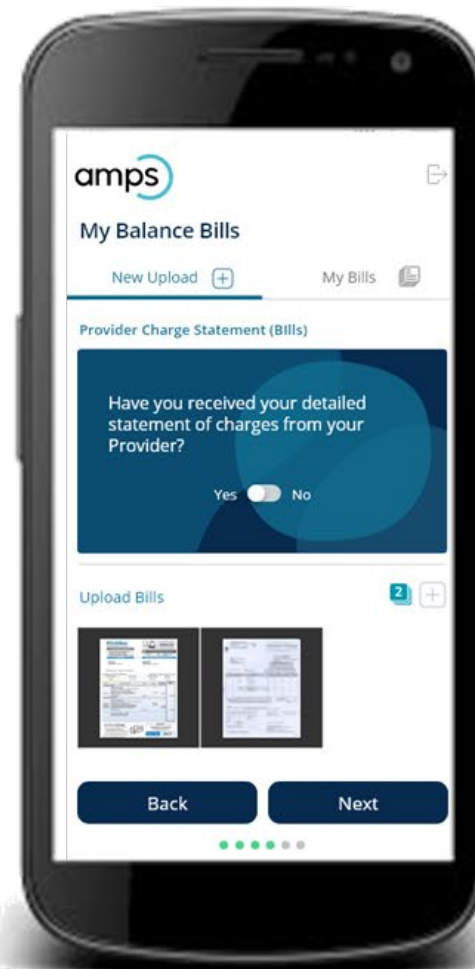 amps
My Balance Bills
New Upload
My Bills
Provider Charge Statement (BIlls)
Have you received your detailed
statement of charges from your
Provider?
Yes No
Upload Bills
2
Back Next